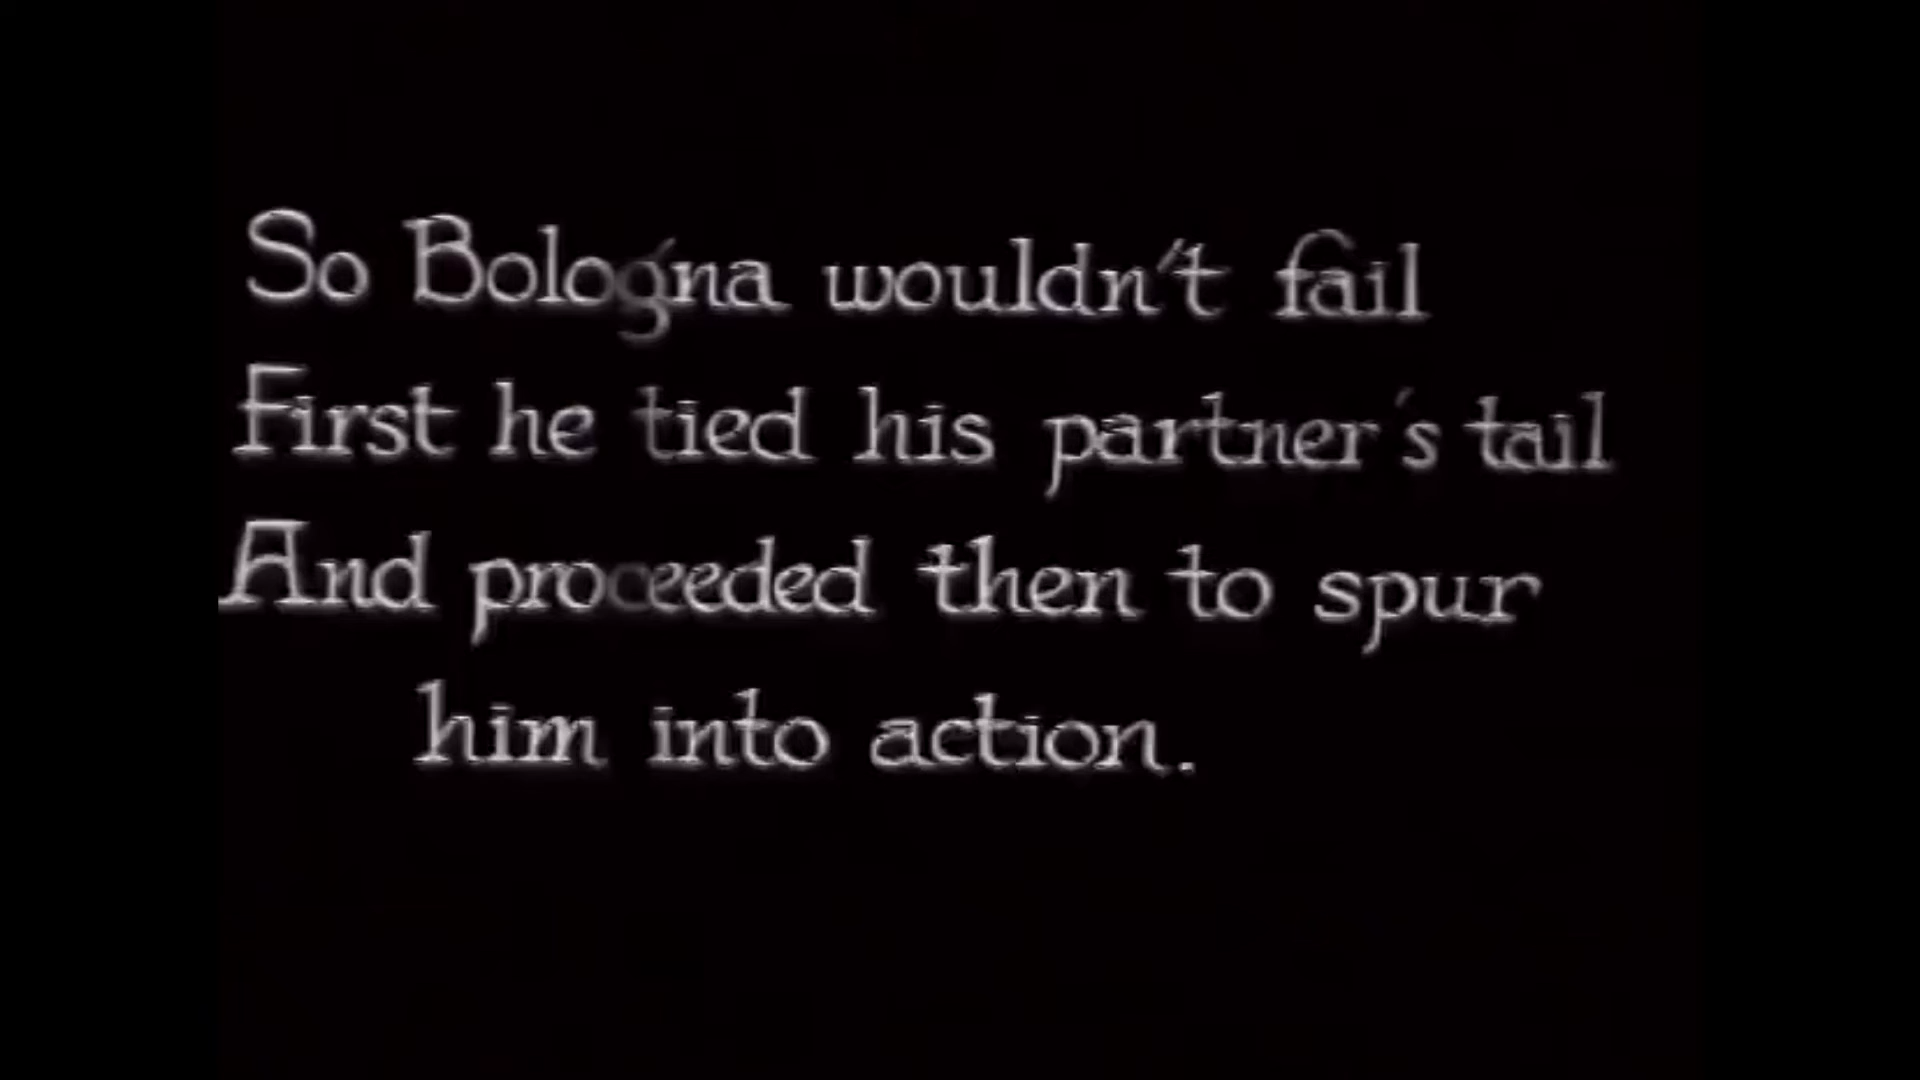 So Bologna wouldn't fail
First he tied his partner's tail
And proceeded then to spur
him into action.